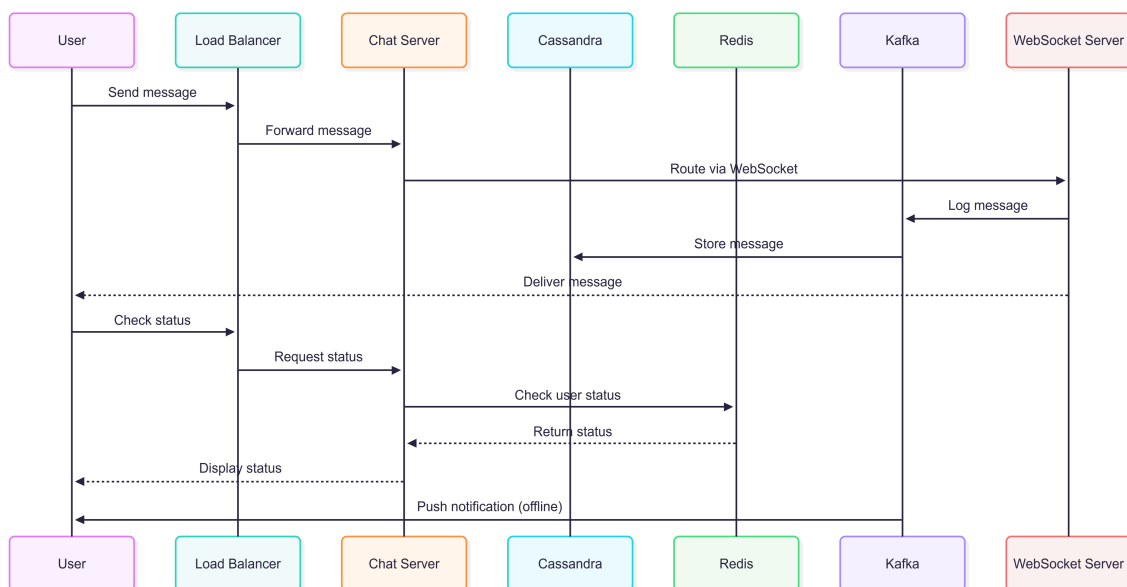 User
Load Balancer
Chat Server
Cassandra
Redis
Kafka
WebSocket Server
Send message
Forward message
Route via WebSocket
Log message
Store message
Deliver message
Check status
Request status
Check user status
Return status
Display status
Push notification (offline)
User
Load Balancer
Chat Server
Cassandra
Redis
Kafka
WebSocket Server